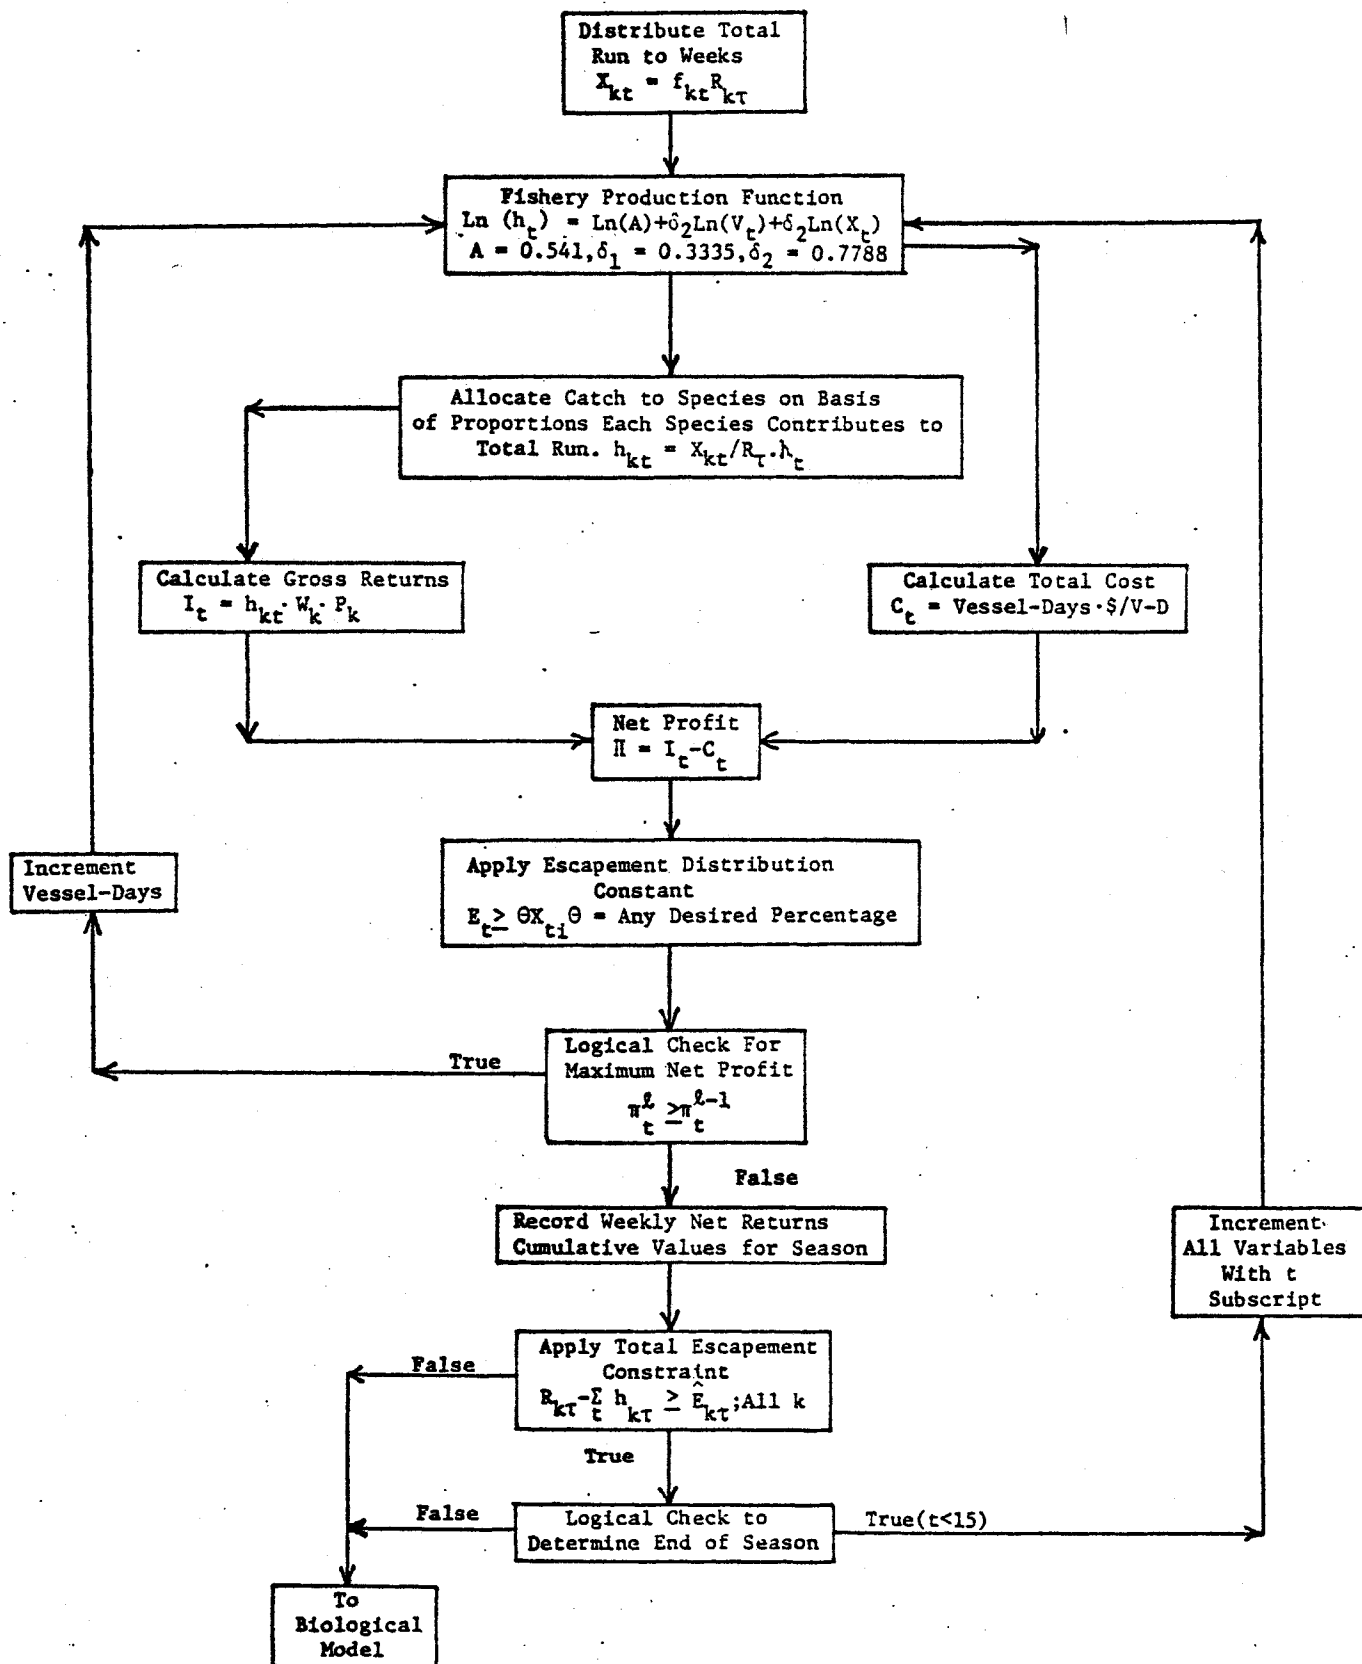 Distribute Total
Run to Weeks
X_kt = f_kt R_kτ
Fishery Production Function
Ln (h_t) = Ln(A)+δ_2Ln(V_t)+δ_2Ln(X_t)
A = 0.541,δ_1 = 0.3335,δ_2 = 0.7788
Allocate Catch to Species on Basis
of Proportions Each Species Contributes to
Total Run. h_kt = X_kt/R_τ.h_t
Calculate Gross Returns
I_t = h_kt· W_k· P_k
Calculate Total Cost
C_t = Vessel-Days·$/V-D
Net Profit
Π = I_t-C_t
Increment
Vessel-Days
Apply Escapement Distribution
Constant
E_t ≥ ΘX_ti Θ = Any Desired Percentage
True
Logical Check For
Maximum Net Profit
π_t^ℓ ≥π_t^ℓ-1
False
Record Weekly Net Returns
Cumulative Values for Season
Increment
All Variables
With t
Subscript
Apply Total Escapement
Constraint
R_kτ-Σ_t h_kτ ≥ Ê_kτ;All k
False
True
False
Logical Check to
Determine End of Season
True(t<15)
To
Biological
Model